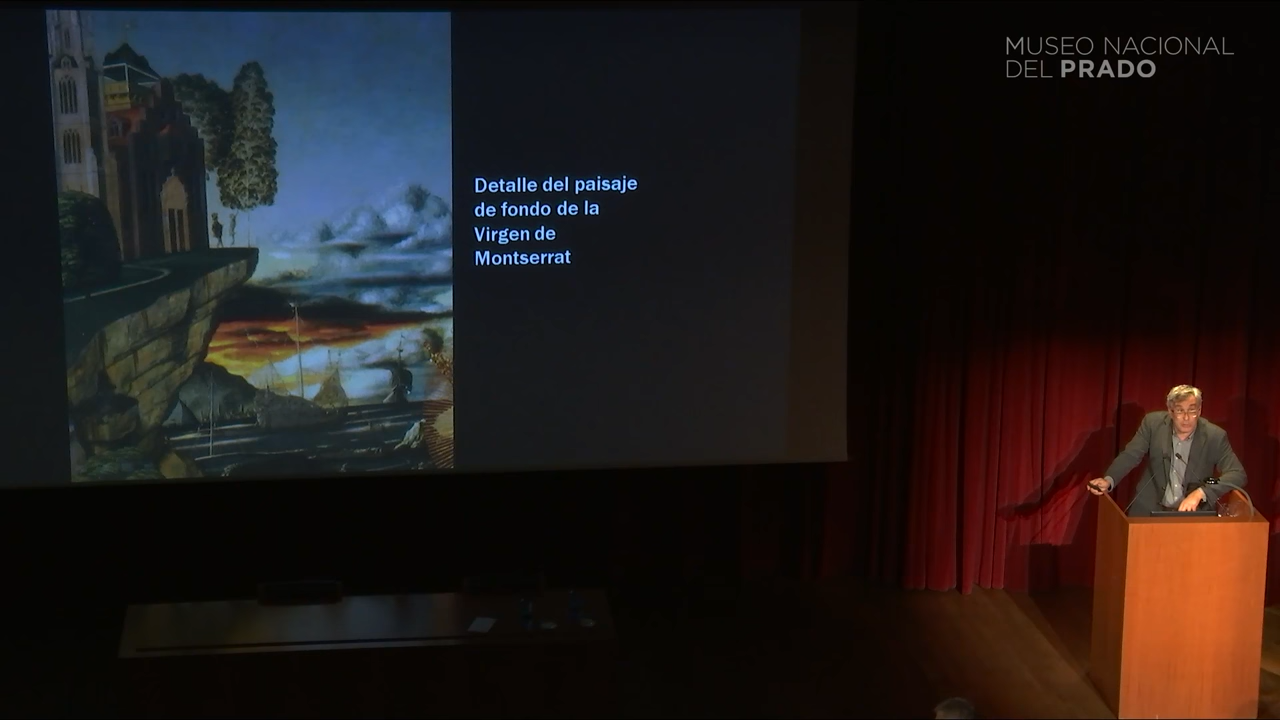 MUSEO NACIONAL
DEL PRADO
Detalle del paisaje
de fondo de la
Virgen de
Montserrat